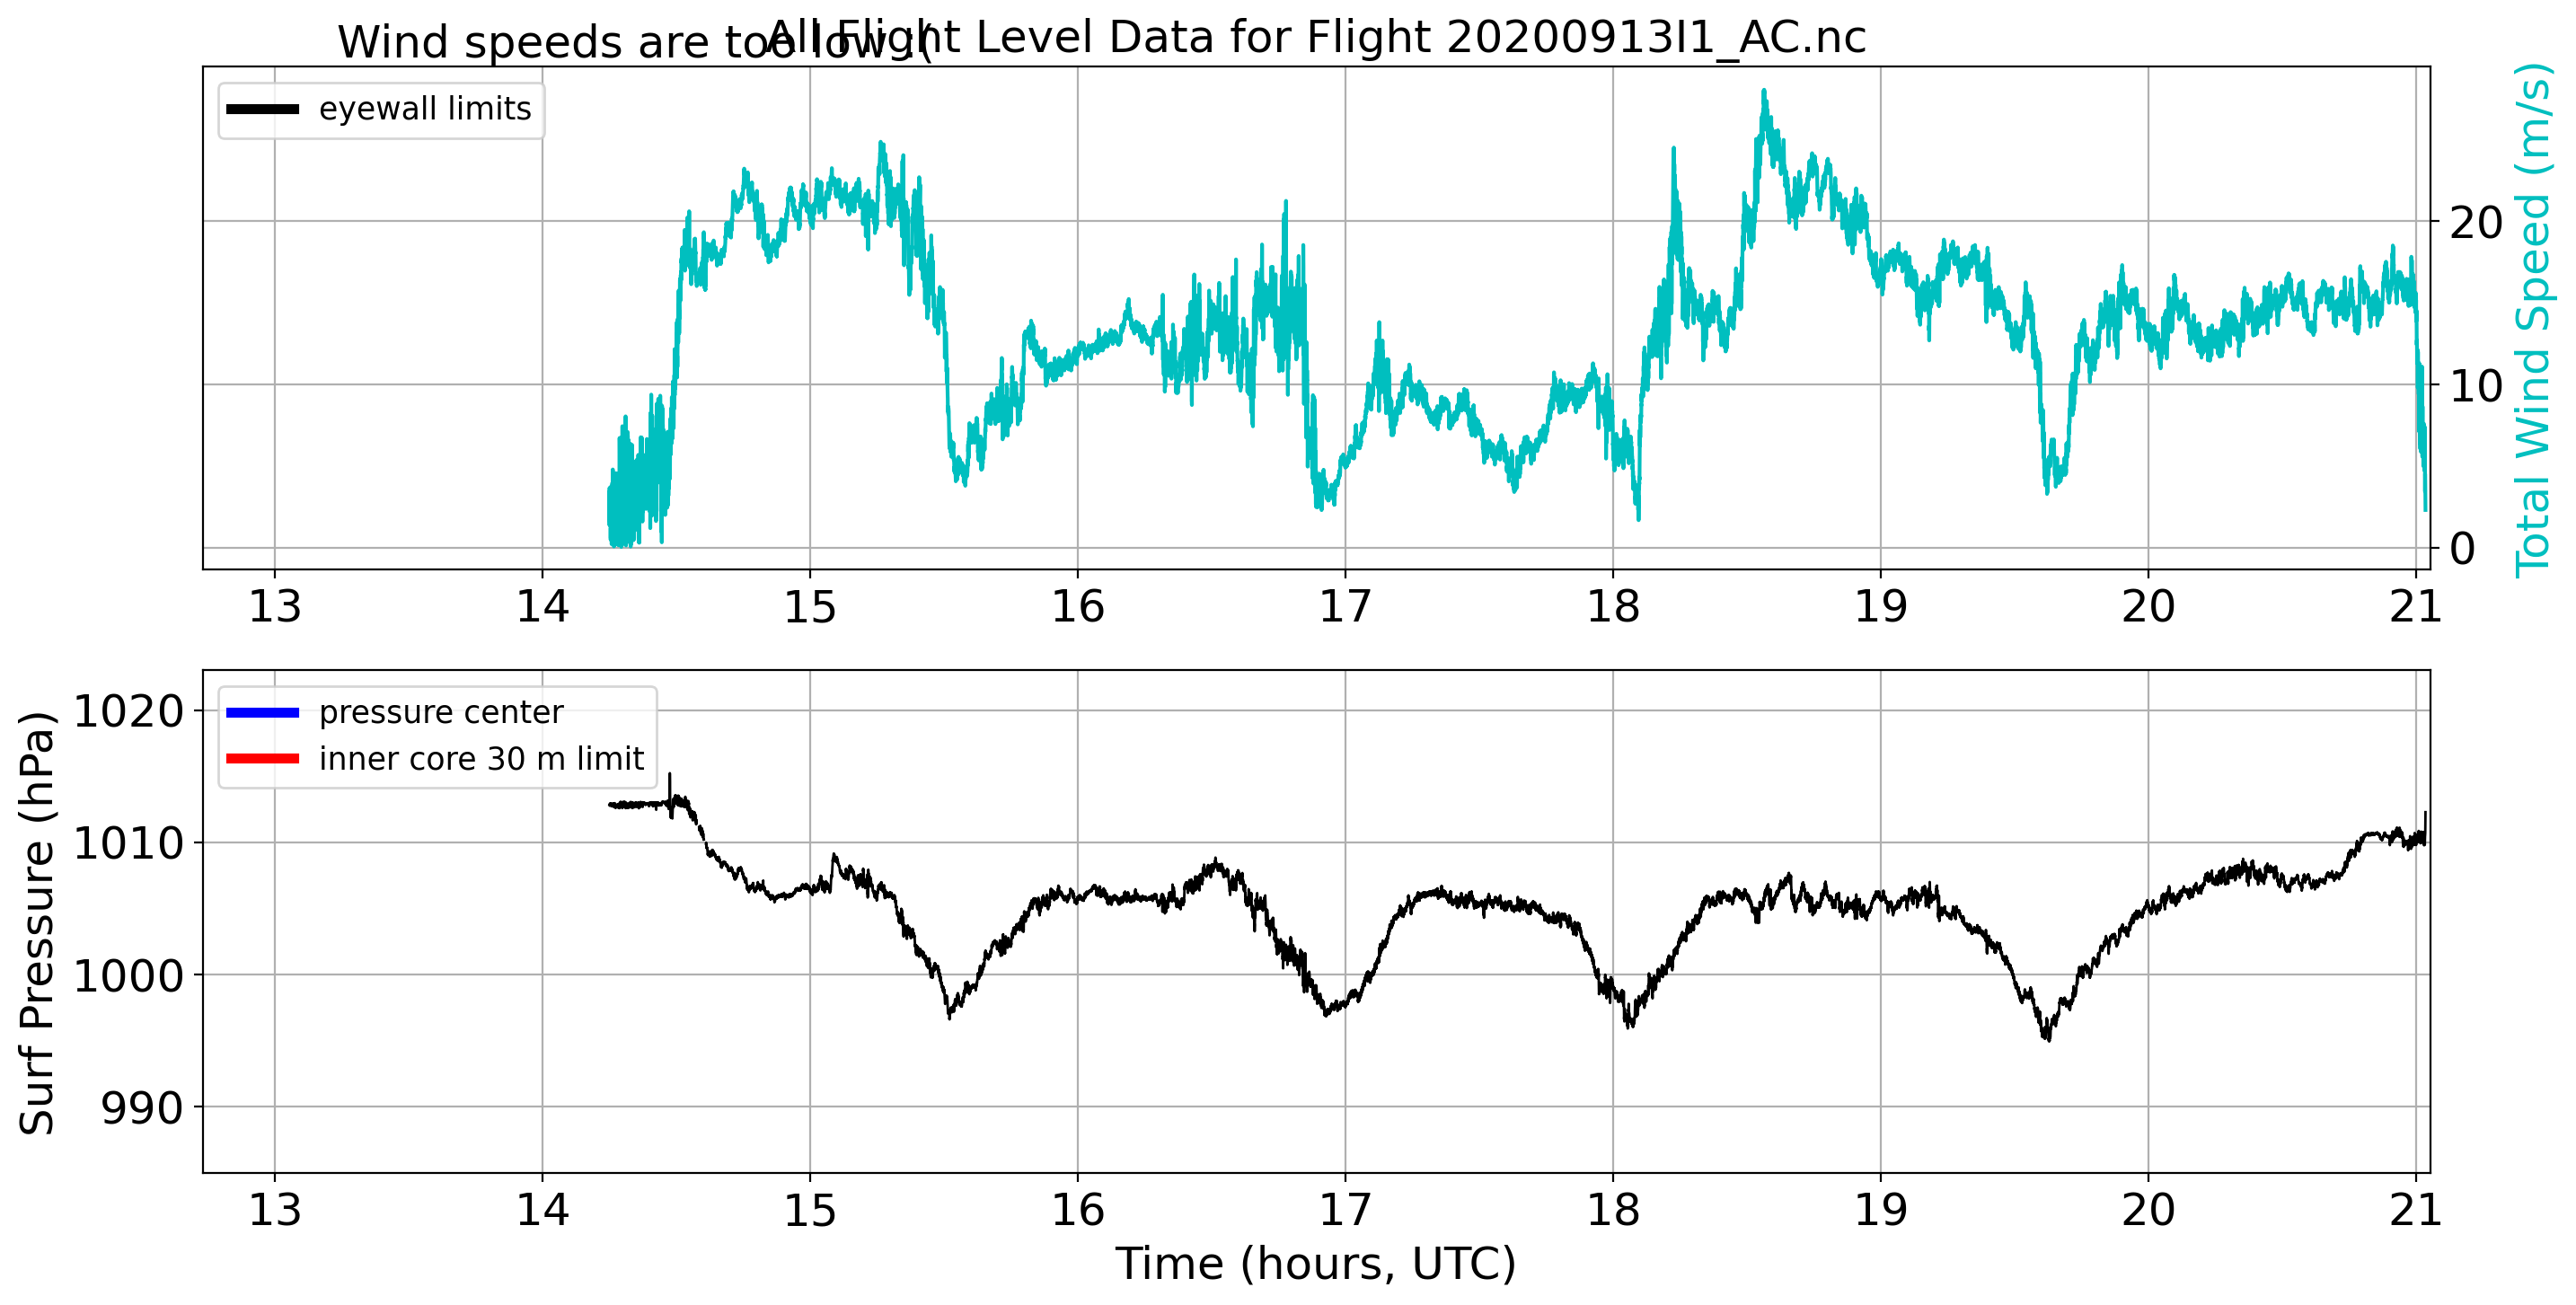 Wind speeds are too low :(
All Flight Level Data for Flight 20200913I1_AC.nc
eyewall limits
20
10
0
Total Wind Speed (m/s)
13 14 15 16 17 18 19 20 21
pressure center
inner core 30 m limit
1020
1010
1000
990
Surf Pressure (hPa)
13 14 15 16 17 18 19 20 21
Time (hours, UTC)